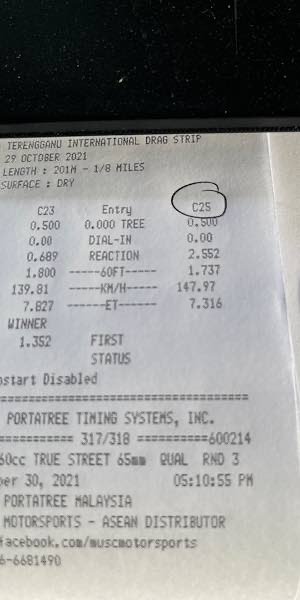 TERENGGANU INTERNATIONAL DRAG STRIP
29 OCTOBER 2021
LENGTH : 201M - 1/8 MILES
SURFACE : DRY
C23 Entry C25
0.500 0.000 TREE 0.500
0.00 DIAL-IN 0.00
0.689 REACTION 2.552
1.800 ------60FT------ 1.737
139.81 ------KM/H------ 147.97
7.827 -------ET------- 7.316
WINNER
1.352 FIRST
STATUS
ostart Disabled
=====================================
PORTATREE TIMING SYSTEMS, INC.
=========== 317/318 ==========600214
60cc TRUE STREET 65mm QUAL RND 3
ber 30, 2021 05:10:55 PM
PORTATREE MALAYSIA
MOTORSPORTS - ASEAN DISTRIBUTOR
facebook.com/muscmotorsports
6-6681490